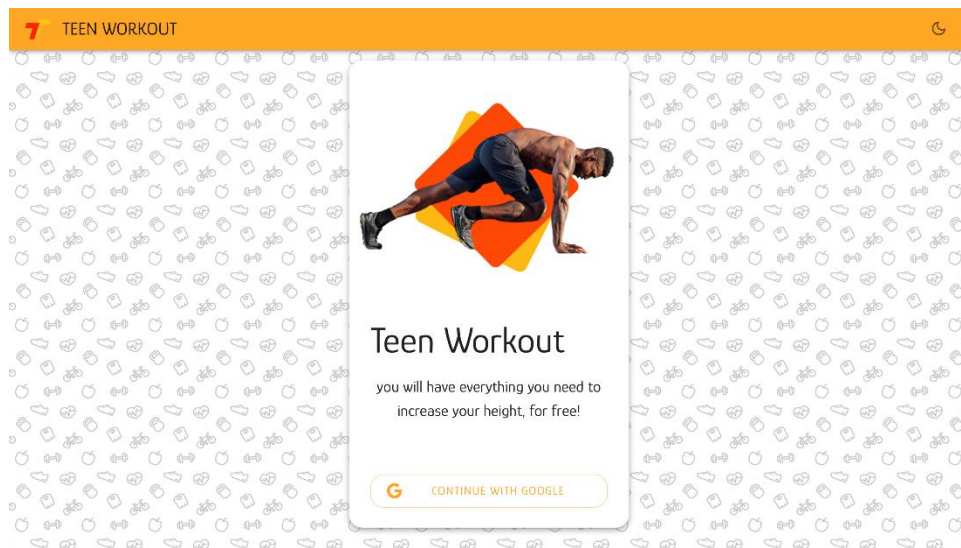 TEEN WORKOUT
Teen Workout
you will have everything you need to
increase your height, for free!
G CONTINUE WITH GOOGLE